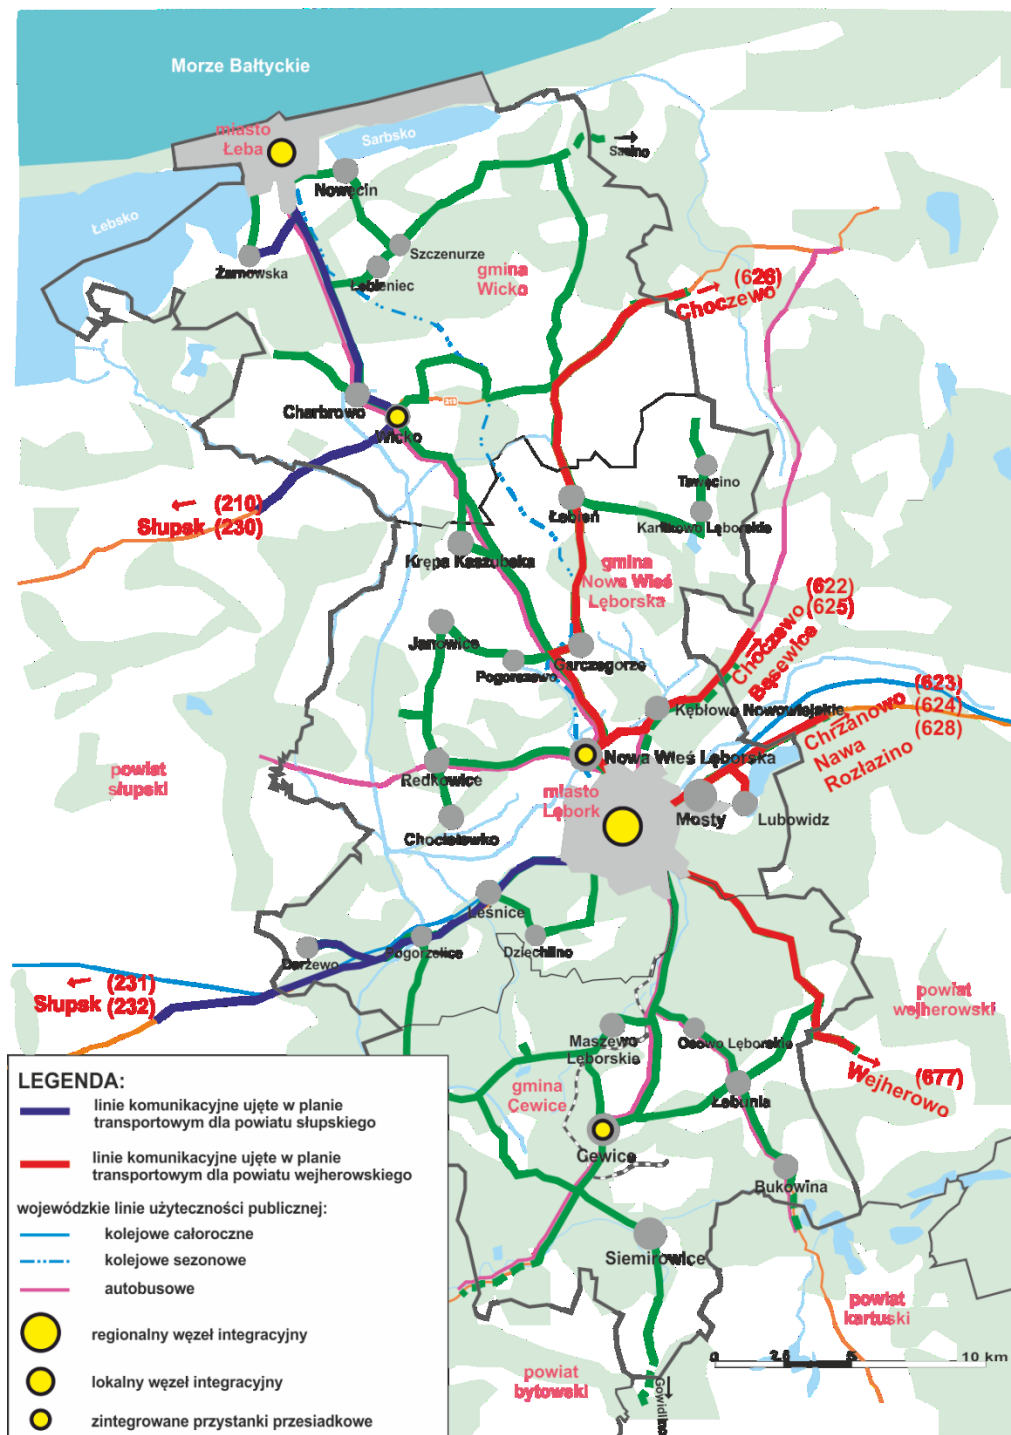 Morze Bałtyckie
miasto
Łeba
Sarbsko
Sasino
Nowęcin
Łebsko
Szczenurze
Żarnowska
Łebieniec
gmina
Wicko
(626)
Choczewo
Charbrowo
213
Wicko
(210)
Słupsk (230)
Tawęcino
Łebień
Karlikowo Lęborskie
Krępa Kaszubska
gmina
Nowa Wieś
Lęborska
(622)
(625)
Choczewo
Bąsewice
Janowice
Garczegorze
Pogorszewo
Kębłowo Nowowiejskie
(623)
(624)
(628)
Chrzanowo
Nawa
Rozłazino
Nowa Wieś Lęborska
powiat
słupski
Redkowice
miasto
Lębork
Mosty
Lubowidz
Chocielewko
Leśnice
Pogorzelice
Dziechlino
Darżewo
(231)
Słupsk (232)
powiat
wejherowski
Maszewo
Lęborskie
Osowo Lęborskie
(677)
Wejherowo
gmina
Cewice
Łebunia
Cewice
Bukowina
Siemirowice
powiat
kartuski
powiat
bytowski
Gowidlino
0 2,5 5 10 km
LEGENDA:
linie komunikacyjne ujęte w planie
transportowym dla powiatu słupskiego
linie komunikacyjne ujęte w planie
transportowym dla powiatu wejherowskiego
wojewódzkie linie użyteczności publicznej:
kolejowe całoroczne
kolejowe sezonowe
autobusowe
regionalny węzeł integracyjny
lokalny węzeł integracyjny
zintegrowane przystanki przesiadkowe